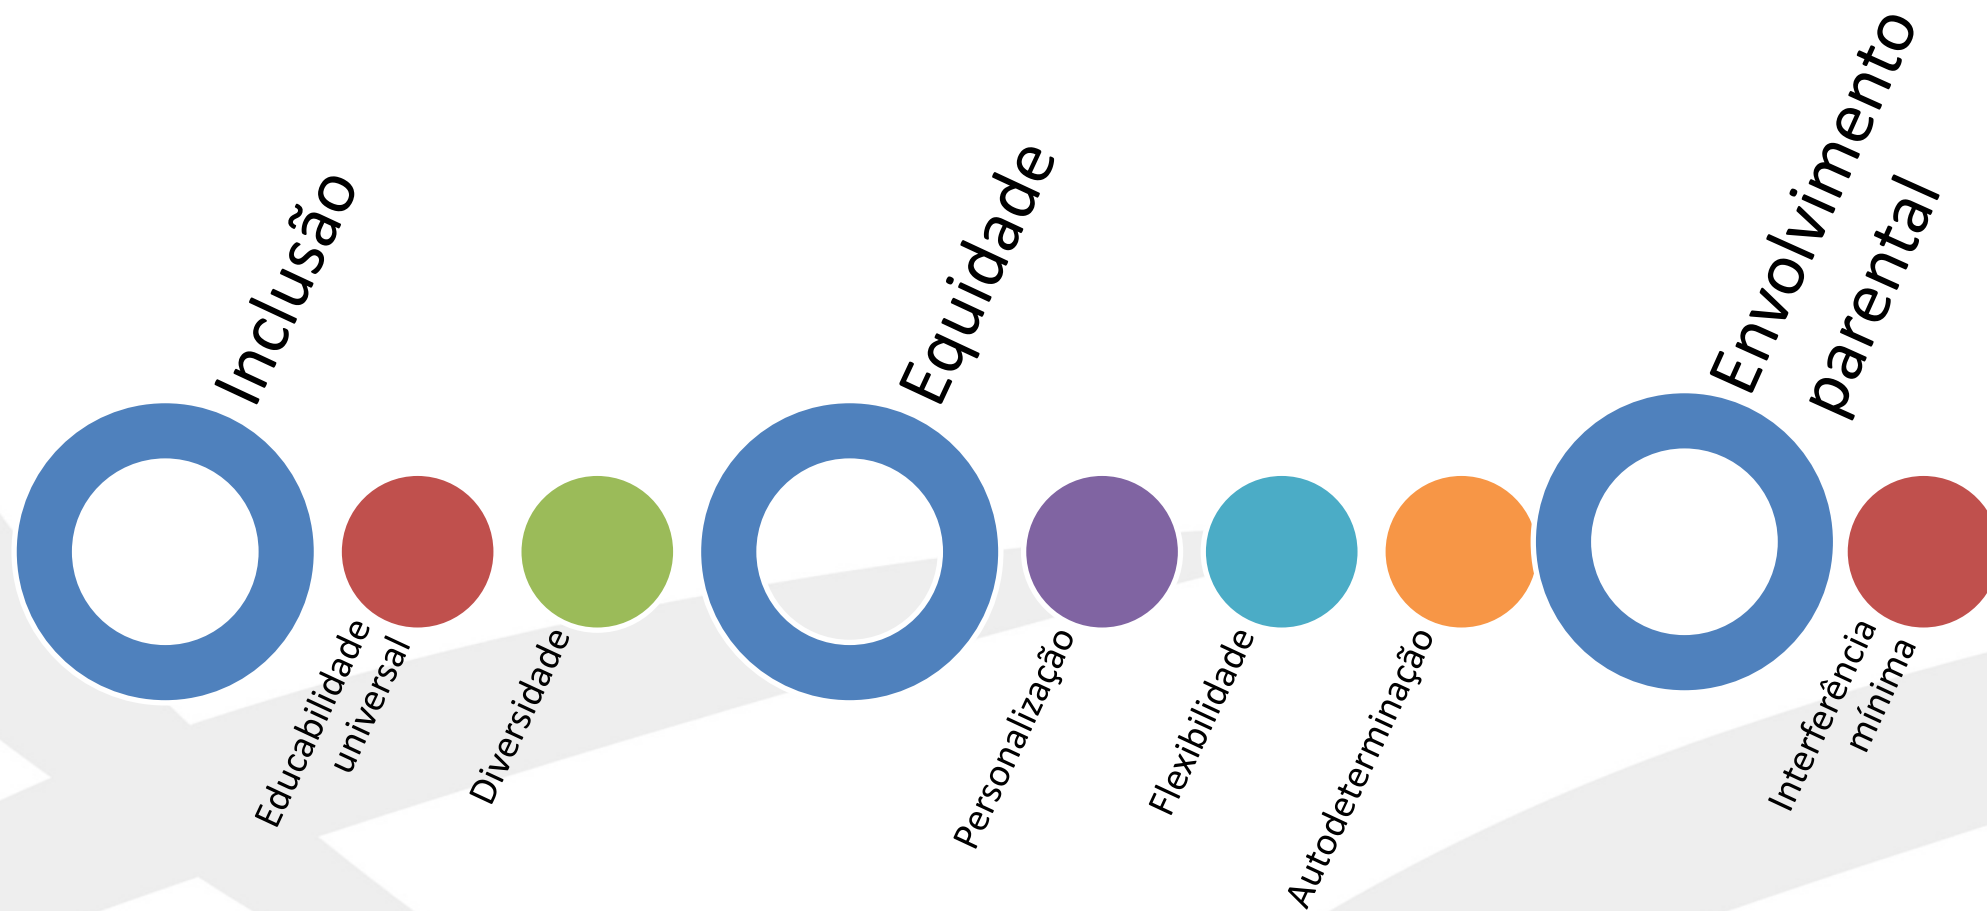 Inclusão
Educabilidade
universal
Diversidade
Equidade
Personalização
Flexibilidade
Autodeterminação
Envolvimento
parental
Interferência
mínima